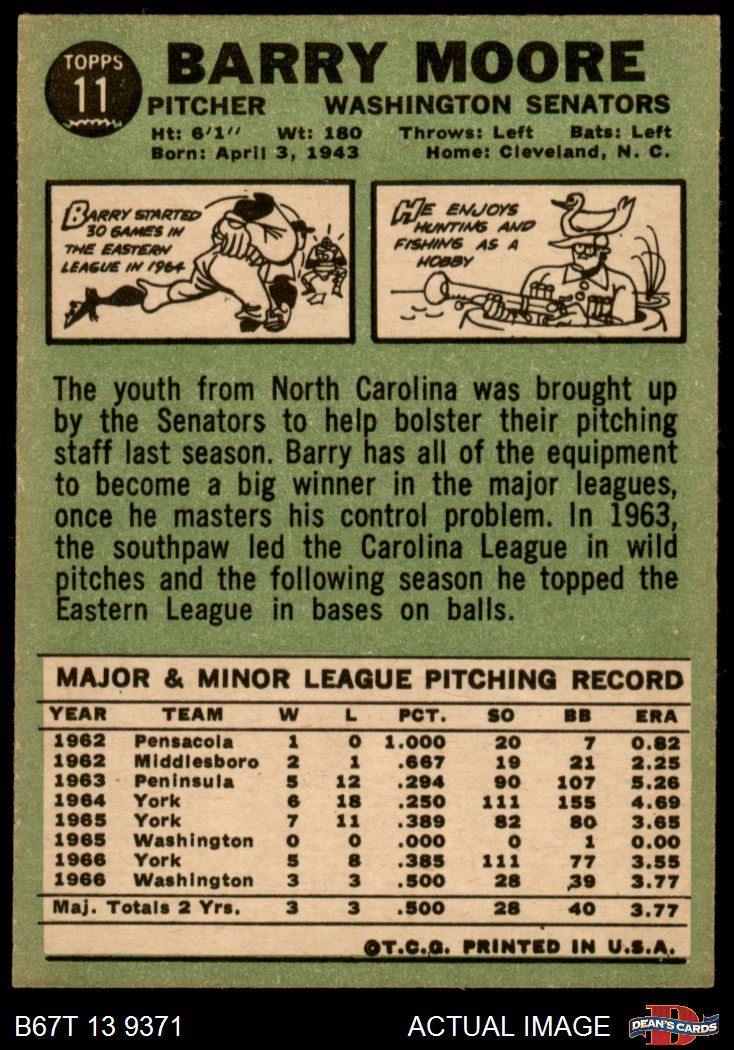 TOPPS
11
BARRY MOORE
PITCHER WASHINGTON SENATORS
Ht: 6'1" Wt: 180 Throws: Left Bats: Left
Born: April 3, 1943 Home: Cleveland, N. C.
BARRY STARTED
30 GAMES IN
THE EASTERN
LEAGUE IN 1964
HE ENJOYS
HUNTING AND
FISHING AS A
HOBBY
The youth from North Carolina was brought up
by the Senators to help bolster their pitching
staff last season. Barry has all of the equipment
to become a big winner in the major leagues,
once he masters his control problem. In 1963,
the southpaw led the Carolina League in wild
pitches and the following season he topped the
Eastern League in bases on balls.
MAJOR & MINOR LEAGUE PITCHING RECORD
YEAR TEAM W L PCT. SO BB ERA
1962 Pensacola 1 0 1.000 20 7 0.82
1962 Middlesboro 2 1 .667 19 21 2.25
1963 Peninsula 5 12 .294 90 107 5.26
1964 York 6 18 .250 111 155 4.69
1965 York 7 11 .389 82 80 3.65
1965 Washington 0 0 .000 0 1 0.00
1966 York 5 8 .385 111 77 3.55
1966 Washington 3 3 .500 28 39 3.77
Maj. Totals 2 Yrs. 3 3 .500 28 40 3.77
©T.C.G. PRINTED IN U.S.A.
B67T 13 9371 ACTUAL IMAGE
D
DEAN'S CARDS